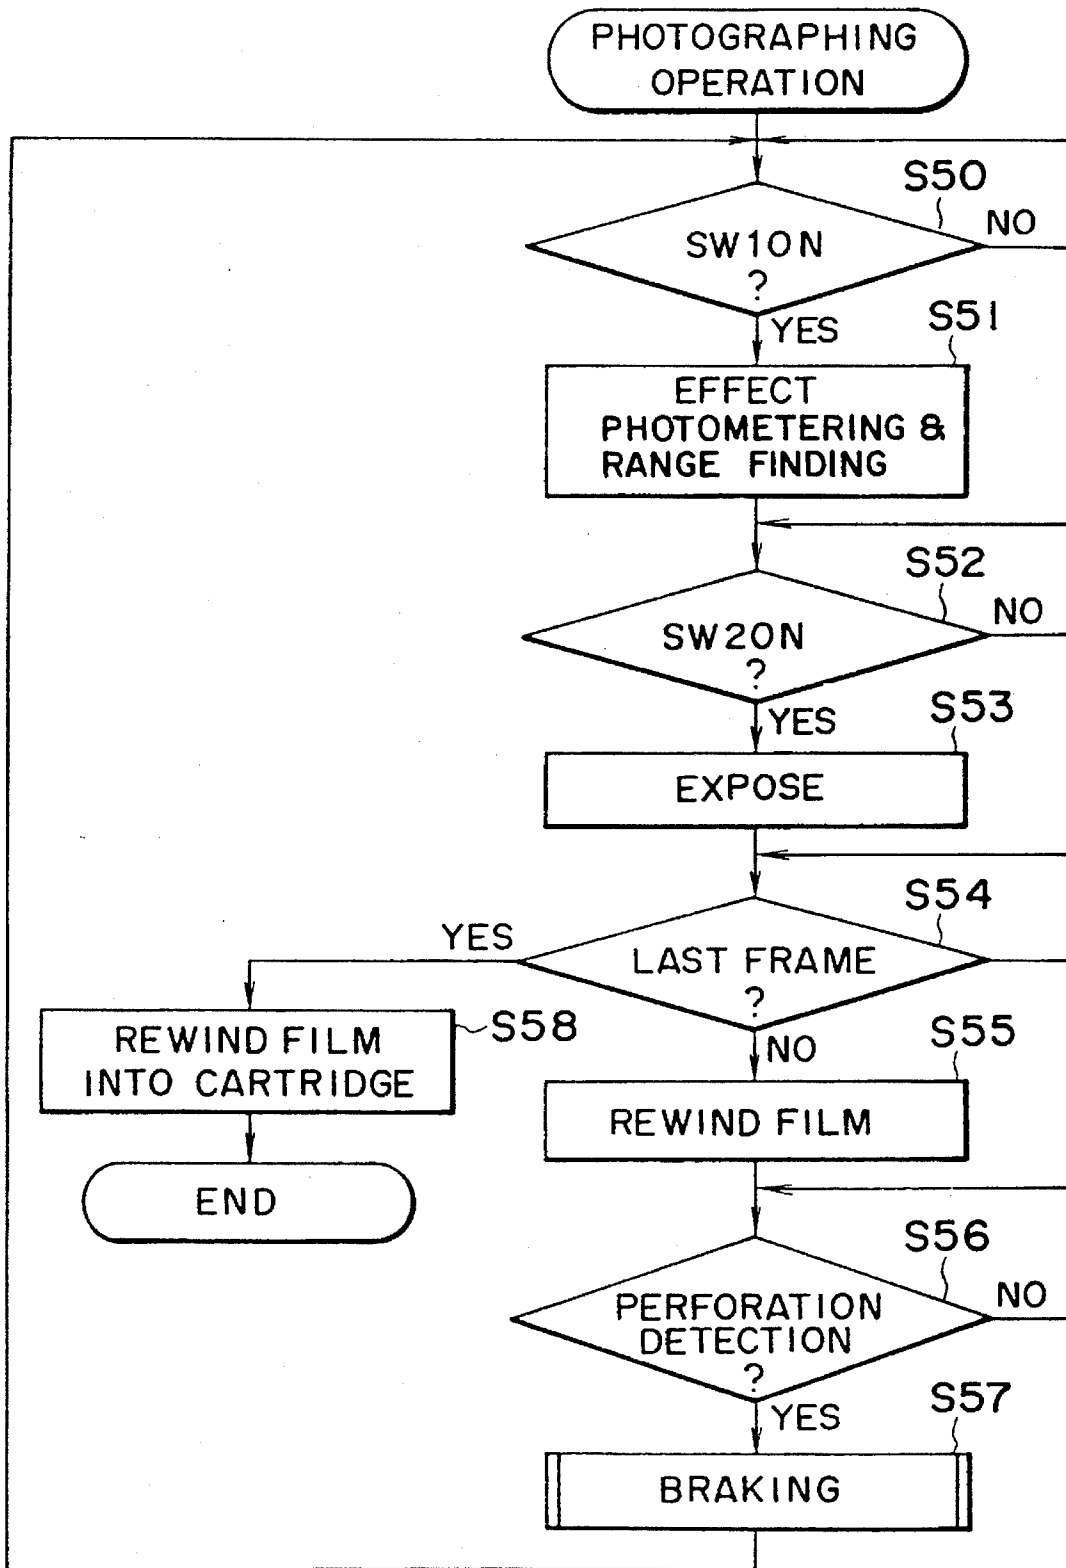 PHOTOGRAPHING
OPERATION
S50
NO
SW1ON
?
YES
S51
EFFECT
PHOTOMETERING &
RANGE FINDING
S52
NO
SW2ON
?
YES
S53
EXPOSE
S54
YES
LAST FRAME
?
NO
S58
REWIND FILM
INTO CARTRIDGE
S55
REWIND FILM
END
S56
NO
PERFORATION
DETECTION
?
YES
S57
BRAKING